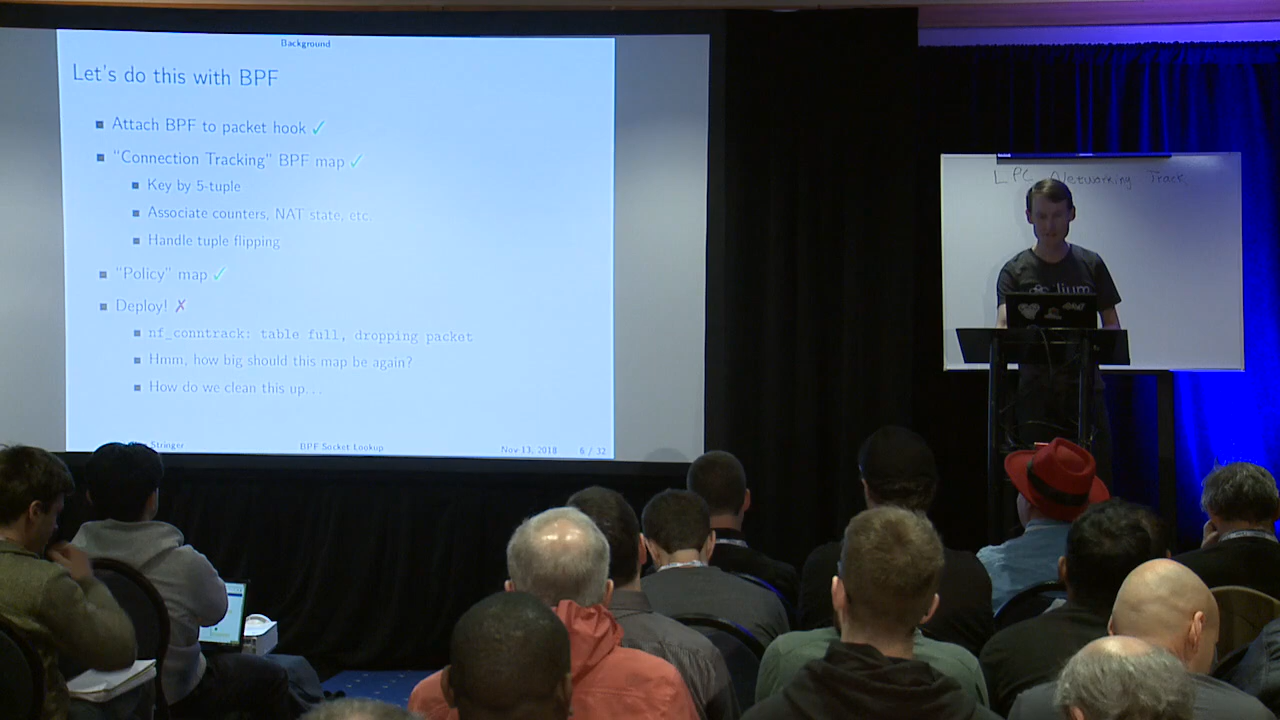 Background
Let's do this with BPF
Attach BPF to packet hook ✓
"Connection Tracking" BPF map ✓
Key by 5-tuple
Associate counters, NAT state, etc.
Handle tuple flipping
"Policy" map ✓
Deploy! ✗
nf_conntrack: table full, dropping packet
Hmm, how big should this map be again?
How do we clean this up...
Stringer
BPF Socket Lookup
Nov 13, 2018
6 / 32
LPC Networking Track
ilium